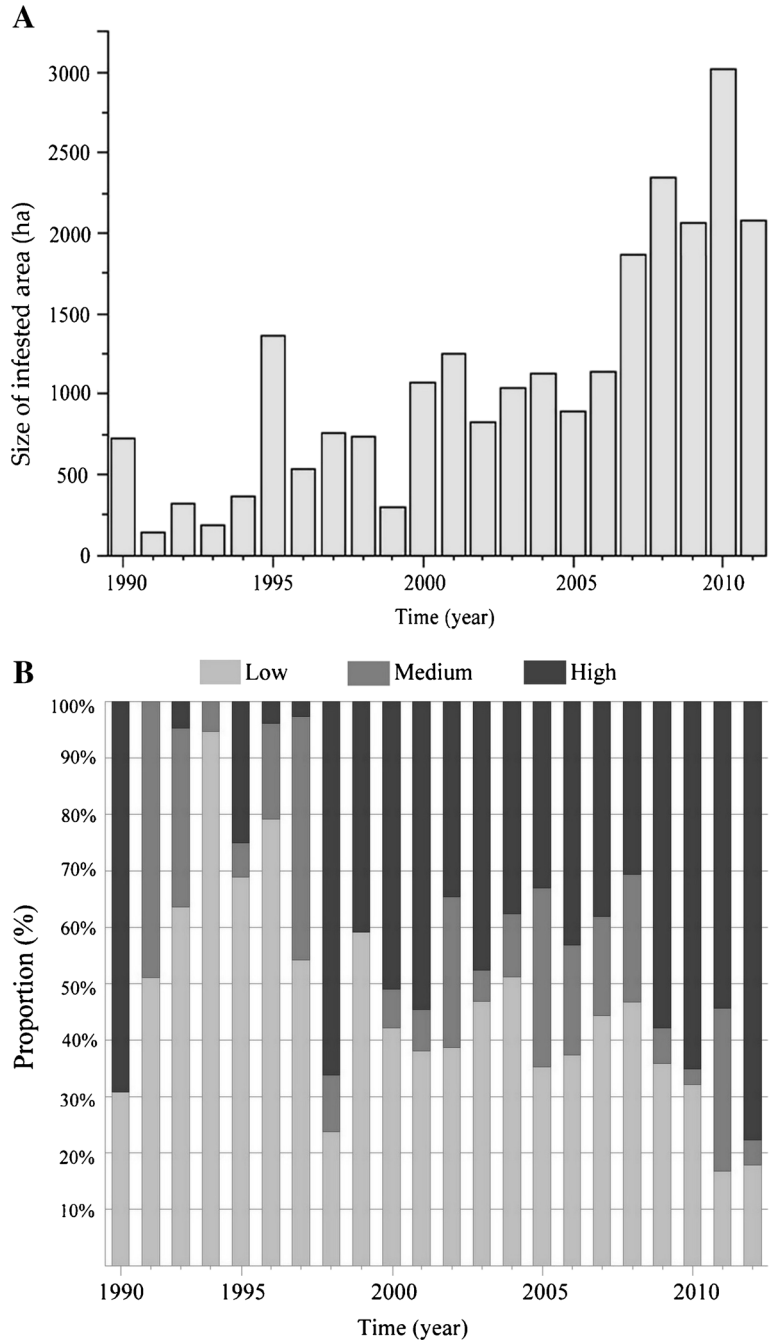 A
Size of infested area (ha)
3000
2500
2000
1500
1000
500
0
1990 1995 2000 2005 2010
Time (year)
B
Low Medium High
Proportion (%)
100%
90%
80%
70%
60%
50%
40%
30%
20%
10%
1990 1995 2000 2005 2010
Time (year)